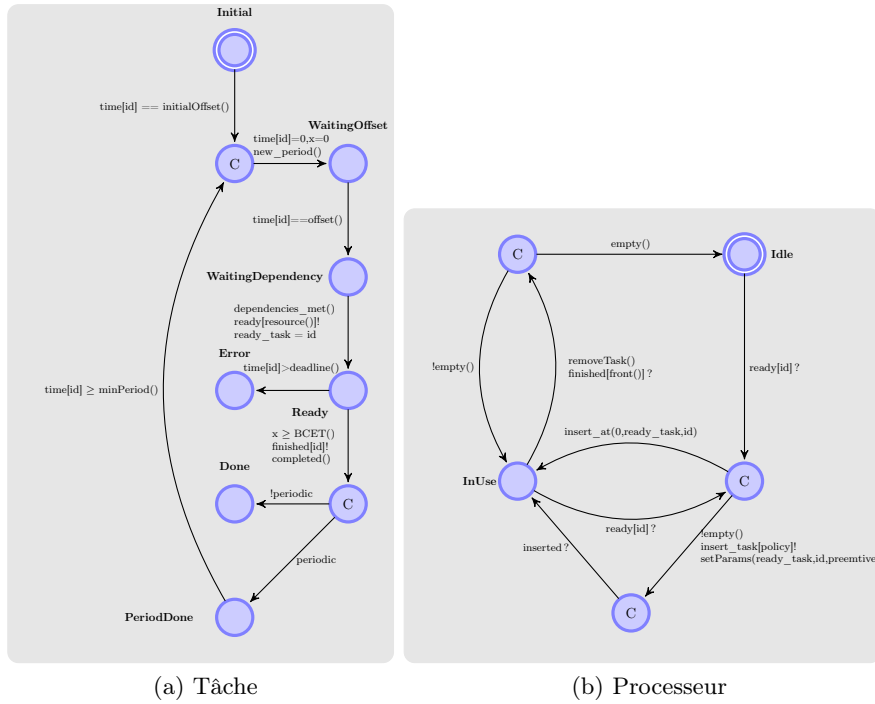 Initial
time[id] == initialOffset()
WaitingOffset
time[id]=0,x=0
new_period()
C
time[id]==offset()
WaitingDependency
dependencies_met()
ready[resource()]!
ready_task = id
Error
time[id]>deadline()
time[id] ≥ minPeriod()
Ready
x ≥ BCET()
finished[id]!
completed()
Done
!periodic
C
periodic
PeriodDone
(a) Tâche
C
empty()
Idle
!empty()
removeTask()
finished[front()]?
ready[id]?
insert_at(0,ready_task,id)
InUse
C
ready[id]?
!empty()
insert_task[policy]!
setParams(ready_task,id,preemtive
inserted?
C
(b) Processeur